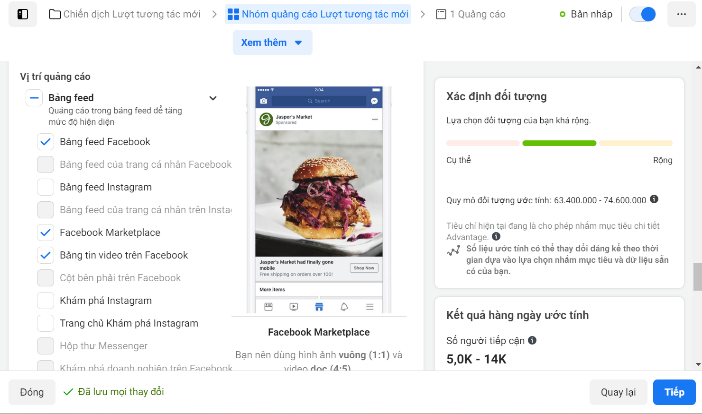 Chiến dịch Lượt tương tác mới
Nhóm quảng cáo Lượt tương tác mới
1 Quảng cáo
Bản nháp
Xem thêm
Vị trí quảng cáo
Bảng feed
Quảng cáo trong bảng feed để tăng
mức độ hiện diện
Bảng feed Facebook
Bảng feed của trang cá nhân Facebook
Bảng feed Instagram
Bảng feed của trang cá nhân trên Insta
Facebook Marketplace
Bảng tin video trên Facebook
Cột bên phải trên Facebook
Khám phá Instagram
Trang chủ Khám phá Instagram
Hộp thư Messenger
Khám phá doanh nghiệp trên Facebook
2:04
Search
Jasper's Market
Sponsored
Jasper's Market had finally gone
mobile
Free shipping on orders over $50!
Shop Now
More items
Facebook Marketplace
Bạn nên dùng hình ảnh vuông (1:1) và
video dọc (4:5)
Xác định đối tượng
Lựa chọn đối tượng của bạn khá rộng.
Cụ thể
Rộng
Quy mô đối tượng ước tính: 63.400.000 - 74.600.000
Tiêu chí hiện tại đang là cho phép nhắm mục tiêu chi tiết
Advantage.
Số liệu ước tính có thể thay đổi đáng kể theo thời
gian dựa vào lựa chọn nhắm mục tiêu và dữ liệu sẵn
có của bạn.
Kết quả hàng ngày ước tính
Số người tiếp cận
5,0K - 14K
Đóng
Đã lưu mọi thay đổi
Quay lại
Tiếp